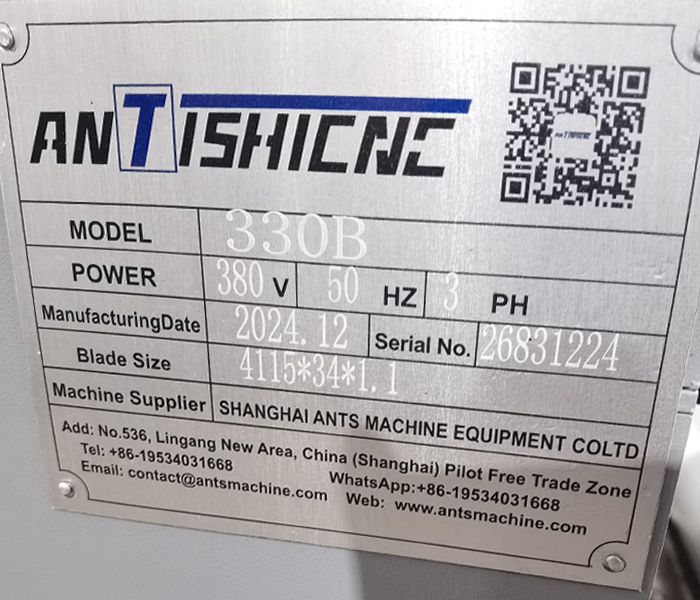 ANTISHICNC
ANTISHICNC
MODEL 330B
POWER 380 V 50 HZ 3 PH
ManufacturingDate 2024.12 Serial No. 26831224
Blade Size 4115*34*1.1
Machine Supplier SHANGHAI ANTS MACHINE EQUIPMENT COLTD
Add: No.536, Lingang New Area, China (Shanghai) Pilot Free Trade Zone
Tel: +86-19534031668 WhatsApp:+86-19534031668
Email: contact@antsmachine.com Web: www.antsmachine.com